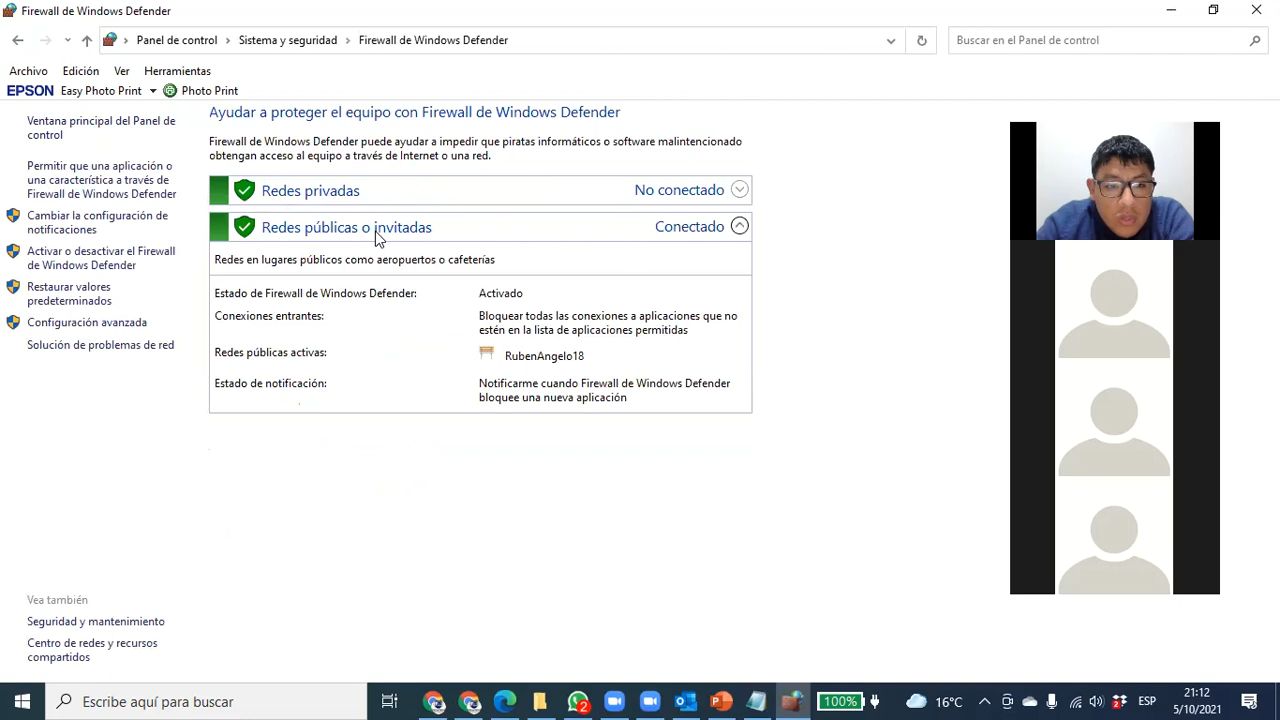 Firewall de Windows Defender
Panel de control > Sistema y seguridad > Firewall de Windows Defender
Buscar en el Panel de control
Archivo Edición Ver Herramientas
EPSON Easy Photo Print Photo Print
Ventana principal del Panel de
control
Permitir que una aplicación o
una característica a través de
Firewall de Windows Defender
Cambiar la configuración de
notificaciones
Activar o desactivar el Firewall
de Windows Defender
Restaurar valores
predeterminados
Configuración avanzada
Solución de problemas de red
Ayudar a proteger el equipo con Firewall de Windows Defender
Firewall de Windows Defender puede ayudar a impedir que piratas informáticos o software malintencionado
obtengan acceso al equipo a través de Internet o una red.
Redes privadas No conectado
Redes públicas o invitadas Conectado
Redes en lugares públicos como aeropuertos o cafeterías
Estado de Firewall de Windows Defender: Activado
Conexiones entrantes: Bloquear todas las conexiones a aplicaciones que no
estén en la lista de aplicaciones permitidas
Redes públicas activas: RubenAngelo18
Estado de notificación: Notificarme cuando Firewall de Windows Defender
bloquee una nueva aplicación
Vea también
Seguridad y mantenimiento
Centro de redes y recursos
compartidos
Escribe aquí para buscar
2
100%
16°C
ESP
21:12
5/10/2021